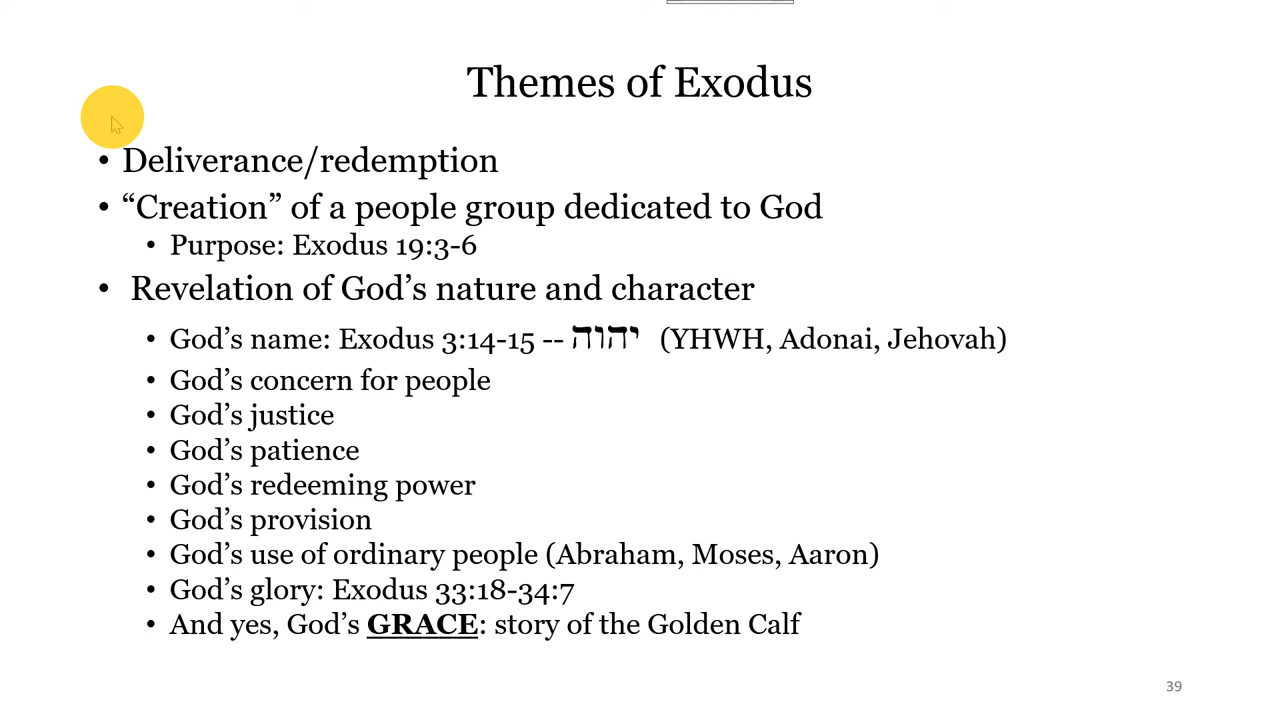 Themes of Exodus
• Deliverance/redemption
• “Creation” of a people group dedicated to God
• Purpose: Exodus 19:3-6
• Revelation of God’s nature and character
• God’s name: Exodus 3:14-15 -- יהוה (YHWH, Adonai, Jehovah)
• God’s concern for people
• God’s justice
• God’s patience
• God’s redeeming power
• God’s provision
• God’s use of ordinary people (Abraham, Moses, Aaron)
• God’s glory: Exodus 33:18-34:7
• And yes, God’s GRACE: story of the Golden Calf
39